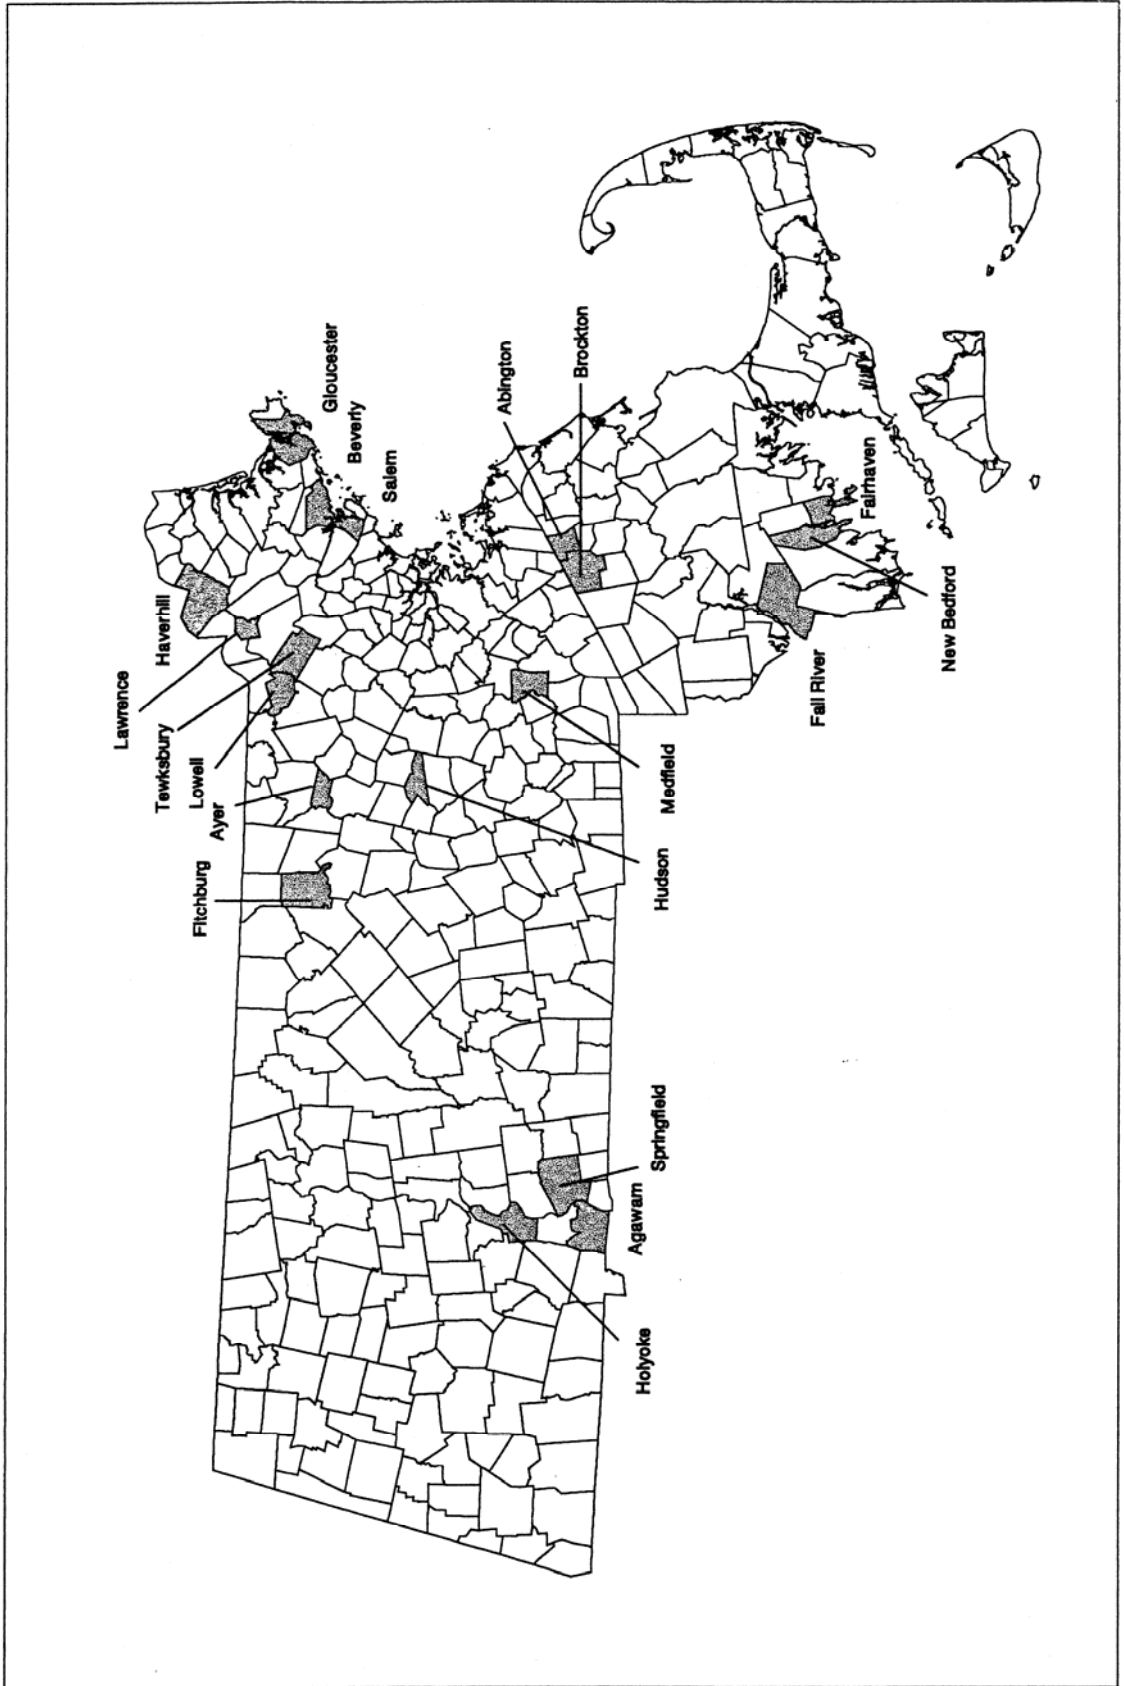 Lawrence
Haverhill
Tewksbury
Lowell
Ayer
Fitchburg
Gloucester
Beverly
Salem
Abington
Brockton
Fairhaven
New Bedford
Fall River
Medfield
Hudson
Springfield
Agawam
Holyoke